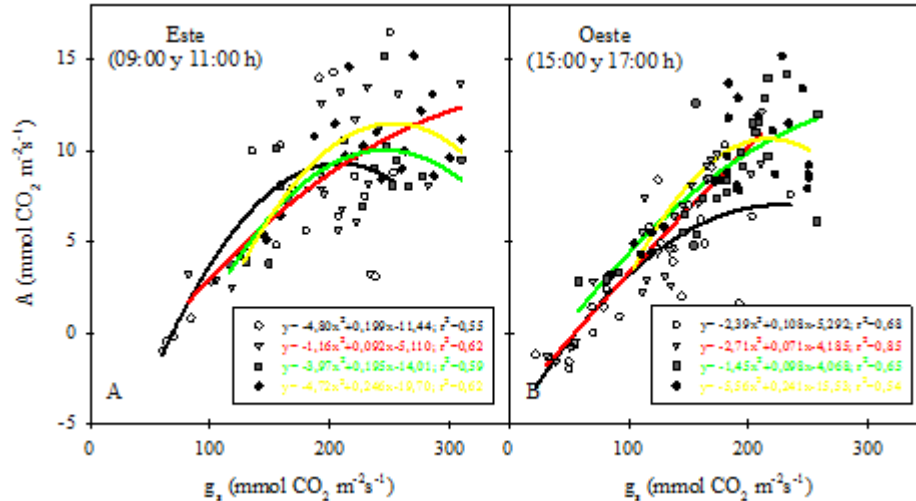 Este
(09:00 y 11:00 h)
Oeste
(15:00 y 17:00 h)
15
10
5
0
-5
A (mmol CO2 m-2s-1)
y= -4,80x2+0,199x-11,44; r2=0,55
y= -1,16x2+0,092x-5,110; r2=0,62
y= -3,97x2+0,195x-14,01; r2=0,59
y= -4,72x2+0,246x-19,70; r2=0,62
A
y= -2,39x2+0,108x-5,292; r2=0,68
y= -2,71x2+0,071x-4,185; r2=0,85
y= -1,45x2+0,098x-4,068; r2=0,65
y= -5,56x2+0,241x-15,53; r2=0,54
B
0 100 200 300
0 100 200 300
gs (mmol CO2 m-2s-1)
gs (mmol CO2 m-2s-1)